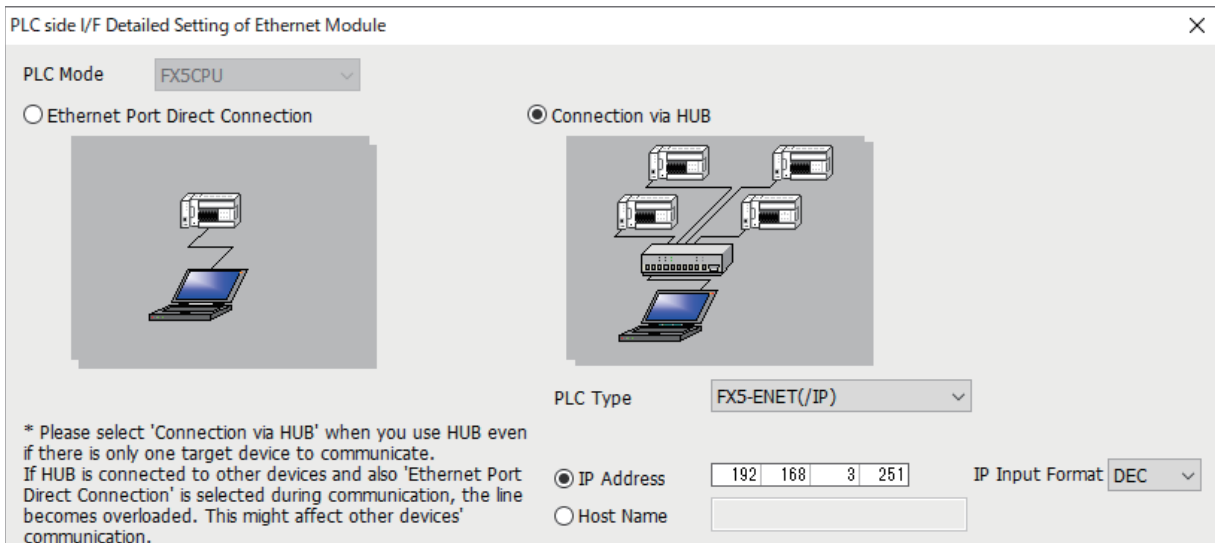 PLC side I/F Detailed Setting of Ethernet Module
PLC Mode FX5CPU
Ethernet Port Direct Connection
Connection via HUB
PLC Type FX5-ENET(/IP)
* Please select 'Connection via HUB' when you use HUB even
if there is only one target device to communicate.
If HUB is connected to other devices and also 'Ethernet Port
Direct Connection' is selected during communication, the line
becomes overloaded. This might affect other devices'
communication.
IP Address 192 168 3 251 IP Input Format DEC
Host Name